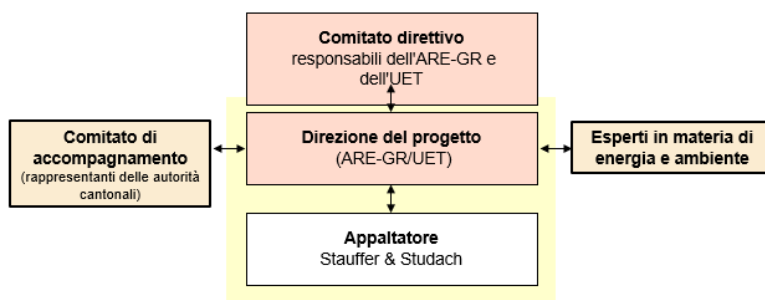 Comitato direttivo
responsabili dell'ARE-GR e
dell'UET
Comitato di
accompagnamento
(rappresentanti delle autorità
cantonali)
Direzione del progetto
(ARE-GR/UET)
Esperti in materia di
energia e ambiente
Appaltatore
Stauffer & Studach